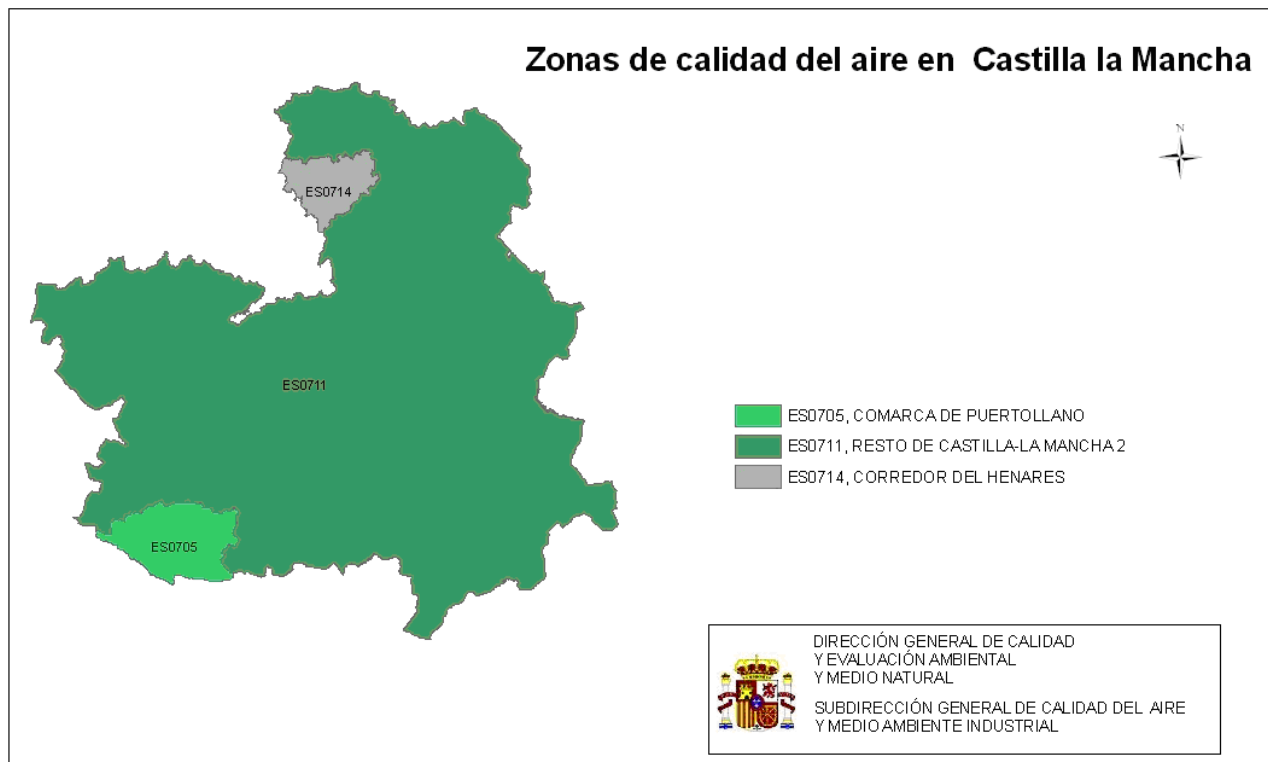 Zonas de calidad del aire en Castilla la Mancha
N
ES0714
ES0711
ES0705
ES0705, COMARCA DE PUERTOLLANO
ES0711, RESTO DE CASTILLA-LA MANCHA 2
ES0714, CORREDOR DEL HENARES
DIRECCIÓN GENERAL DE CALIDAD
Y EVALUACIÓN AMBIENTAL
Y MEDIO NATURAL
SUBDIRECCIÓN GENERAL DE CALIDAD DEL AIRE
Y MEDIO AMBIENTE INDUSTRIAL